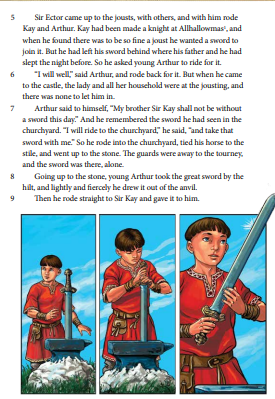 5 Sir Ector came up to the jousts, with others, and with him rode
Kay and Arthur. Kay had been made a knight at Allhallowmas¹, and
when he found there was to be so fine a joust he wanted a sword to
join it. But he had left his sword behind where his father and he had
slept the night before. So he asked young Arthur to ride for it.
6 “I will well,” said Arthur, and rode back for it. But when he came
to the castle, the lady and all her household were at the jousting, and
there was none to let him in.
7 Arthur said to himself, “My brother Sir Kay shall not be without
a sword this day.” And he remembered the sword he had seen in the
churchyard. “I will ride to the churchyard,” he said, “and take that
sword with me.” So he rode into the churchyard, tied his horse to the
stile, and went up to the stone. The guards were away to the tourney,
and the sword was there, alone.
8 Going up to the stone, young Arthur took the great sword by the
hilt, and lightly and fiercely he drew it out of the anvil.
9 Then he rode straight to Sir Kay and gave it to him.